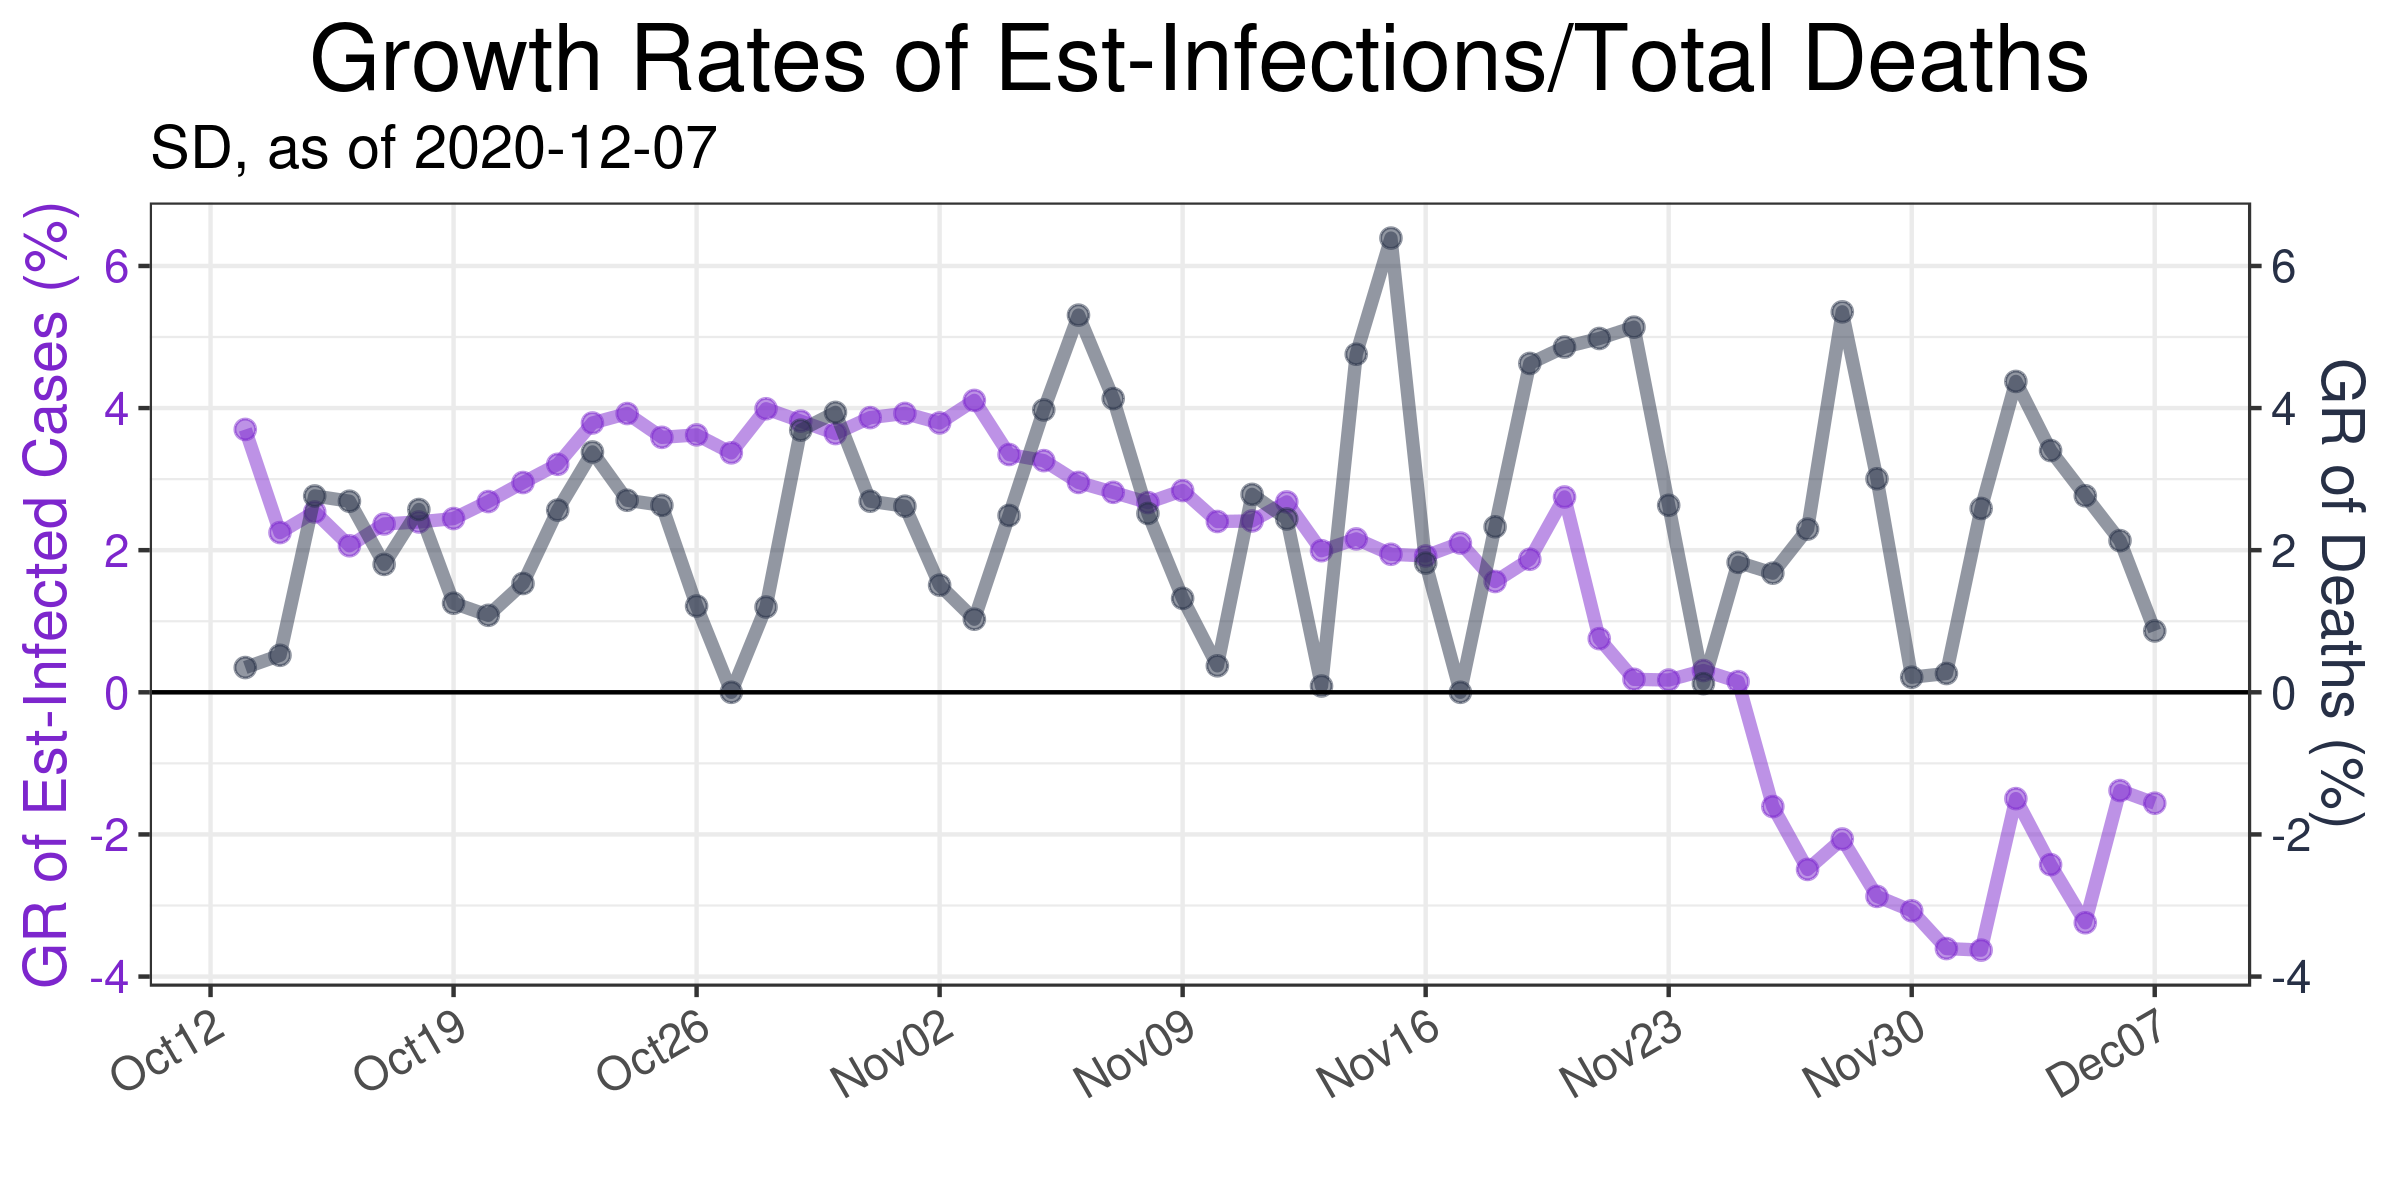 Growth Rates of Est-Infections/Total Deaths
SD, as of 2020-12-07
GR of Est-Infected Cases (%)
6
4
2
0
-2
-4
6
4
2
0
-2
-4
GR of Deaths (%)
Oct12
Oct19
Oct26
Nov02
Nov09
Nov16
Nov23
Nov30
Dec07